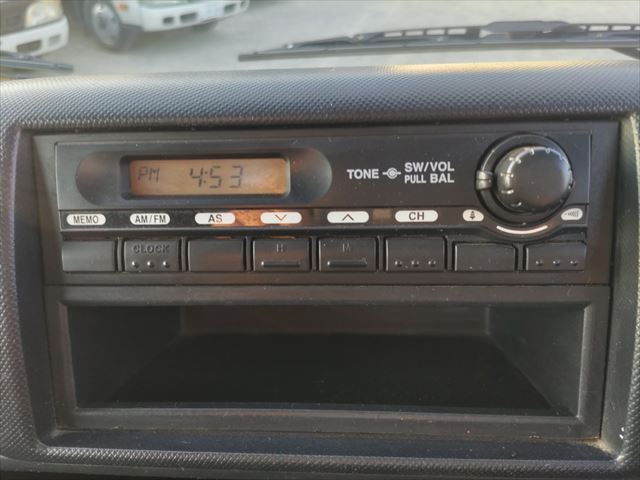 PM 4:53
TONE SW/VOL
PULL BAL
MEMO AM/FM AS CH
CLOCK H M